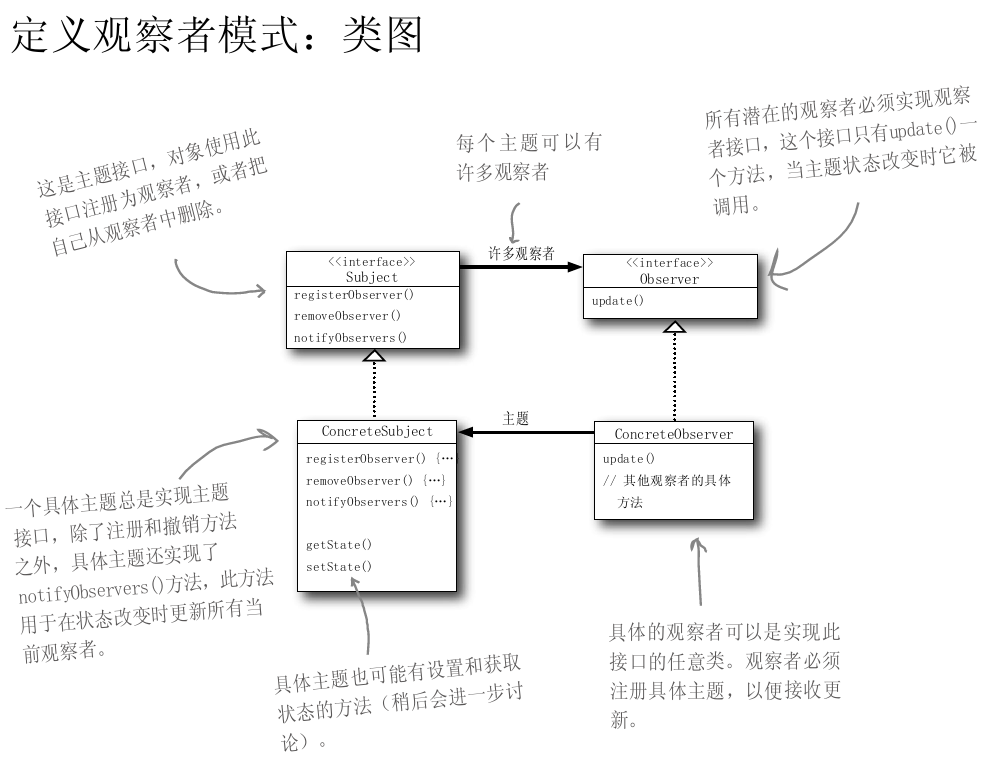 定义观察者模式：类图
这是主题接口，对象使用此
接口注册为观察者，或者把
自己从观察者中删除。
每个主题可以有
许多观察者
所有潜在的观察者必须实现观察
者接口，这个接口只有update()一
个方法，当主题状态改变时它被
调用。
<<interface>>
Subject
registerObserver()
removeObserver()
notifyObservers()
许多观察者
<<interface>>
Observer
update()
ConcreteSubject
registerObserver() {…}
removeObserver() {…}
notifyObservers() {…}
getState()
setState()
主题
ConcreteObserver
update()
// 其他观察者的具体
方法
一个具体主题总是实现主题
接口，除了注册和撤销方法
之外，具体主题还实现了
notifyObservers()方法，此方法
用于在状态改变时更新所有当
前观察者。
具体主题也可能有设置和获取
状态的方法（稍后会进一步讨
论）。
具体的观察者可以是实现此
接口的任意类。观察者必须
注册具体主题，以便接收更
新。